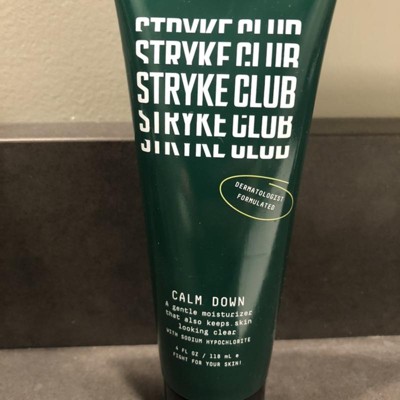 STRYKE CLUB
STRYKE CLUB
STRYKE CLUB
STRYKE CLUB
STRYKE CLUB
DERMATOLOGIST
FORMULATED
CALM DOWN
a gentle moisturizer
that also keeps skin
looking clear
WITH SODIUM HYPOCHLORITE
4 FL OZ / 118 mL e
FIGHT FOR YOUR SKIN!